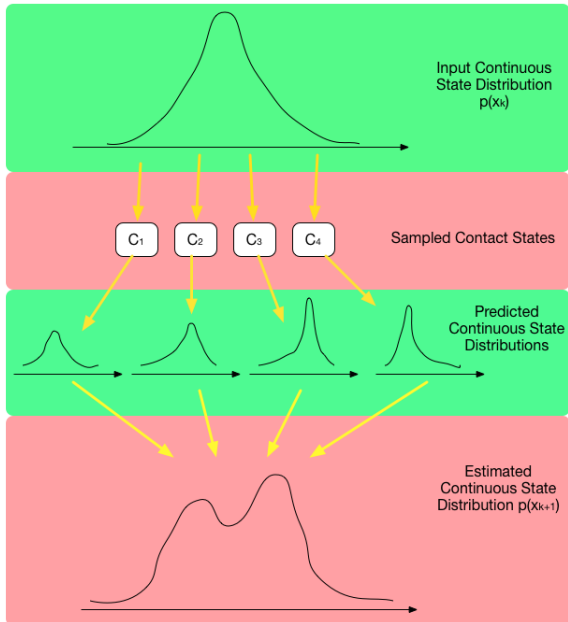 Input Continuous
State Distribution
p(xk)
C1
C2
C3
C4
Sampled Contact States
Predicted
Continuous State
Distributions
Estimated
Continuous State
Distribution p(xk+1)